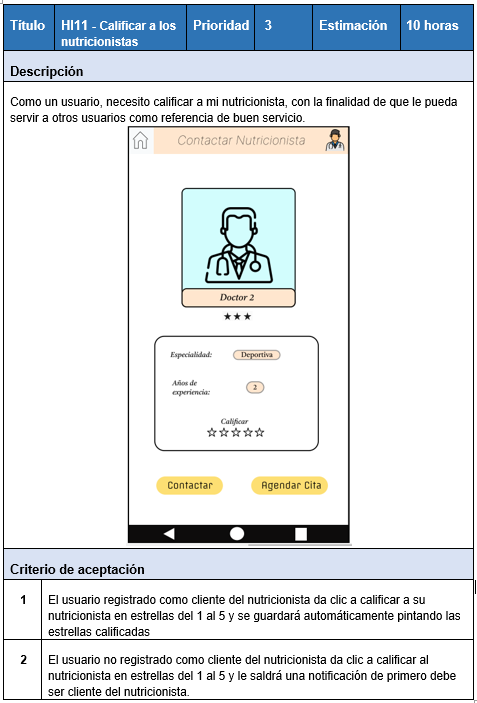 Título
HI11 - Calificar a los
nutricionistas
Prioridad
3
Estimación
10 horas
Descripción
Como un usuario, necesito calificar a mi nutricionista, con la finalidad de que le pueda
servir a otros usuarios como referencia de buen servicio.
Contactar Nutricionista
Doctor 2
★★★
Especialidad:
Deportiva
Años de
experiencia:
2
Calificar
☆☆☆☆☆
Contactar
Agendar Cita
Criterio de aceptación
1
El usuario registrado como cliente del nutricionista da clic a calificar a su
nutricionista en estrellas del 1 al 5 y se guardará automáticamente pintando las
estrellas calificadas
2
El usuario no registrado como cliente del nutricionista da clic a calificar al
nutricionista en estrellas del 1 al 5 y le saldrá una notificación de primero debe
ser cliente del nutricionista.